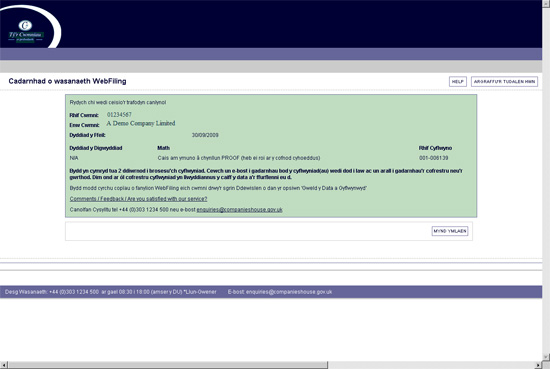 Tŷ'r Cwmnïau
Cadarnhad o wasanaeth WebFiling
HELP
ARGRAFFU'R TUDALEN HWN
Rydych chi wedi ceisio'r trafodyn canlynol
Rhif Cwmni: 01234567
Enw Cwmni: A Demo Company Limited
Dyddiad y Ffeil: 30/09/2009
Dyddiad y Digwyddiad Math Rhif Cyflwyno
N/A Cais am ymuno â chynllun PROOF (heb ei roi ar y cofnod cyhoeddus) 001-006139
Bydd yn cymryd tua 2 ddiwrnod i brosesu'ch cyflwyniad. Cewch un e-bost i gadarnhau bod y cyflwyniad(au) wedi dod i law ac un arall i gadarnhau'r cofrestru neu'r
gwrthod. Dim ond ar ôl cofrestru cyflwyniad yn llwyddiannus y caiff y data a'r ffurflenni eu
Bydd modd cyrchu copïau o fanylion WebFiling eich cwmni drwy'r sgrin Ddewislen o dan yr opsiwn 'Gweld y Data a Gyflwynwyd'
Comments / Feedback / Are you satisfied with our service?
Canolfan Cysylltu tel +44 (0)303 1234 500 neu e-bost enquiries@companieshouse.gov.uk
MYND YMLAEN
Desg Wasanaeth: +44 (0)303 1234 500 ar gael 08:30 i 18:00 (amser y DU) *Llun-Gwener E-bost: enquiries@companieshouse.gov.uk